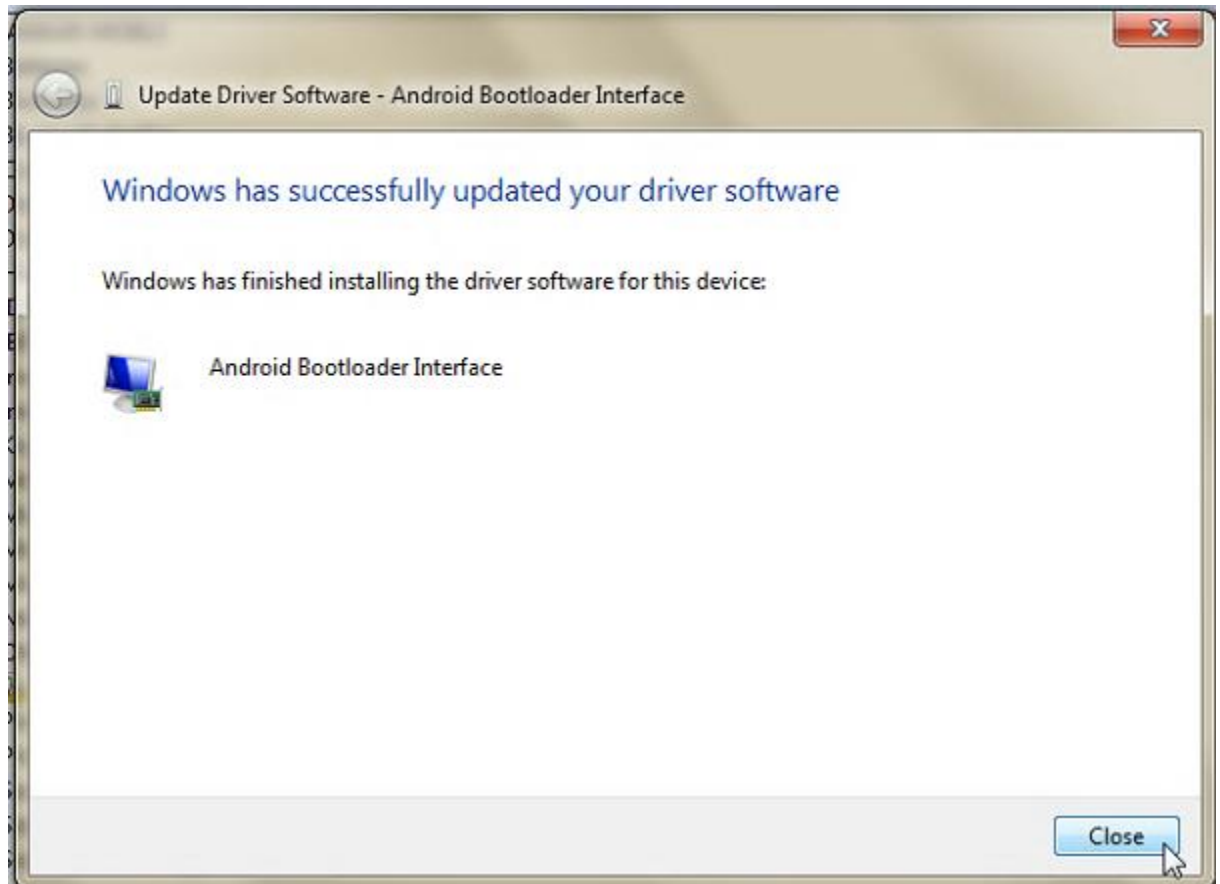 Update Driver Software - Android Bootloader Interface
Windows has successfully updated your driver software
Windows has finished installing the driver software for this device:
Android Bootloader Interface
Close